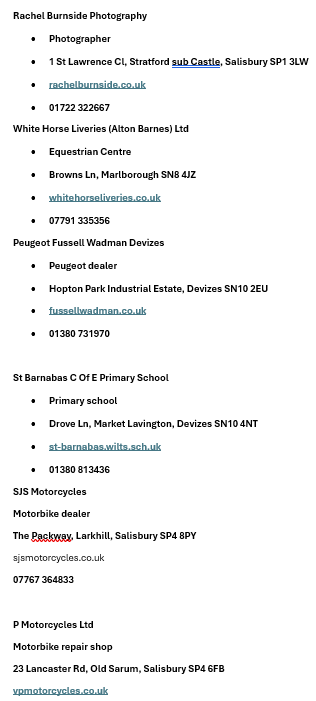 Rachel Burnside Photography
• Photographer
• 1 St Lawrence Cl, Stratford sub Castle, Salisbury SP1 3LW
• rachelburnside.co.uk
• 01722 322667
White Horse Liveries (Alton Barnes) Ltd
• Equestrian Centre
• Browns Ln, Marlborough SN8 4JZ
• whitehorseliveries.co.uk
• 07791 335356
Peugeot Fussell Wadman Devizes
• Peugeot dealer
• Hopton Park Industrial Estate, Devizes SN10 2EU
• fussellwadman.co.uk
• 01380 731970
St Barnabas C Of E Primary School
• Primary school
• Drove Ln, Market Lavington, Devizes SN10 4NT
• st-barnabas.wilts.sch.uk
• 01380 813436
SJS Motorcycles
Motorbike dealer
The Packway, Larkhill, Salisbury SP4 8PY
sjsmotorcycles.co.uk
07767 364833
P Motorcycles Ltd
Motorbike repair shop
23 Lancaster Rd, Old Sarum, Salisbury SP4 6FB
vpmotorcycles.co.uk